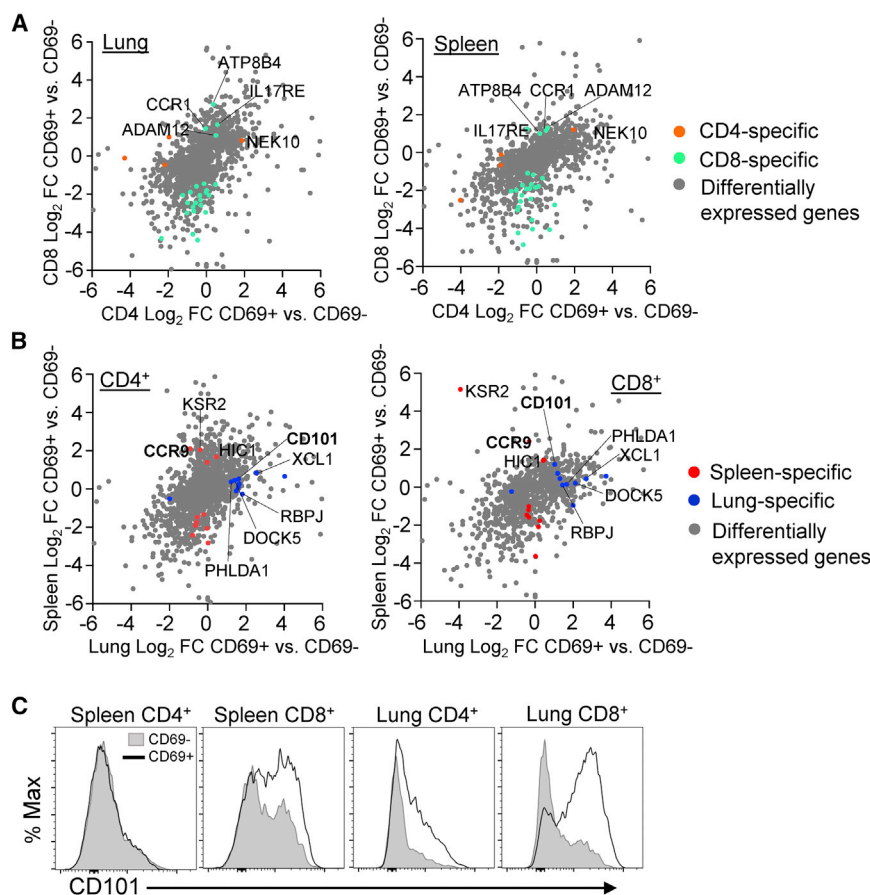 A
Lung
CD8 Log2 FC CD69+ vs. CD69-
6
4
2
0
-2
-4
-6
-6 -4 -2 0 2 4 6
CD4 Log2 FC CD69+ vs. CD69-
ATP8B4
IL17RE
CCR1
ADAM12
NEK10
Spleen
CD8 Log2 FC CD69+ vs. CD69-
6
4
2
0
-2
-4
-6
-6 -4 -2 0 2 4 6
CD4 Log2 FC CD69+ vs. CD69-
ATP8B4 CCR1 ADAM12
IL17RE
NEK10
CD4-specific
CD8-specific
Differentially
expressed genes
B
CD4+
Spleen Log2 FC CD69+ vs. CD69-
6
4
2
0
-2
-4
-6
-6 -4 -2 0 2 4 6
Lung Log2 FC CD69+ vs. CD69-
KSR2
CCR9
HIC1
CD101
XCL1
RBPJ
DOCK5
PHLDA1
CD8+
Spleen Log2 FC CD69+ vs. CD69-
6
4
2
0
-2
-4
-6
-6 -4 -2 0 2 4 6
Lung Log2 FC CD69+ vs. CD69-
KSR2
CD101
CCR9
HIC1
PHLDA1
XCL1
DOCK5
RBPJ
Spleen-specific
Lung-specific
Differentially
expressed genes
C
Spleen CD4+ Spleen CD8+ Lung CD4+ Lung CD8+
CD69-
CD69+
% Max
CD101